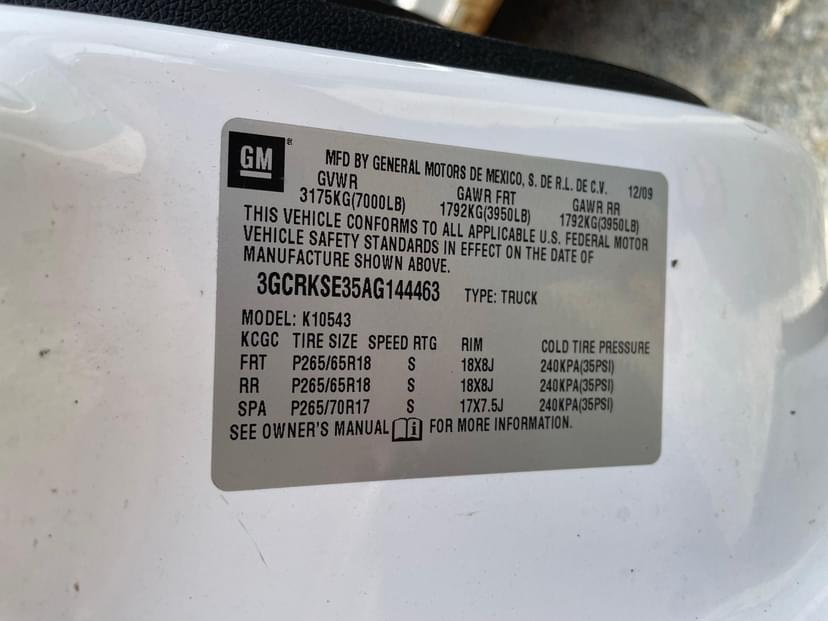 GM ® MFD BY GENERAL MOTORS DE MEXICO, S. DE R.L. DE C.V. 12/09
GVWR GAWR FRT GAWR RR
3175KG(7000LB) 1792KG(3950LB) 1792KG(3950LB)
THIS VEHICLE CONFORMS TO ALL APPLICABLE U.S. FEDERAL MOTOR
VEHICLE SAFETY STANDARDS IN EFFECT ON THE DATE OF
MANUFACTURE SHOWN ABOVE.
3GCRKSE35AG144463 TYPE: TRUCK
MODEL: K10543
KCGC TIRE SIZE SPEED RTG RIM COLD TIRE PRESSURE
FRT P265/65R18 S 18X8J 240KPA(35PSI)
RR P265/65R18 S 18X8J 240KPA(35PSI)
SPA P265/70R17 S 17X7.5J 240KPA(35PSI)
SEE OWNER'S MANUAL i FOR MORE INFORMATION.